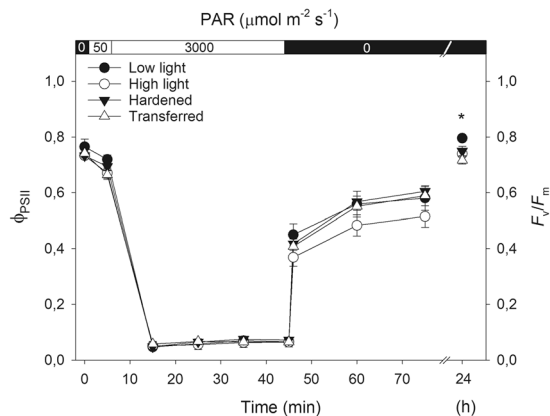 PAR (μmol m-2 s-1)
0 50 3000 0
Low light
High light
Hardened
Transferred
*
1,0 1,0
0,8 0,8
0,6 0,6
0,4 0,4
0,2 0,2
0,0 0,0
ϕPSII
Fv/Fm
0 10 20 30 40 50 60 70 24
Time (min) (h)